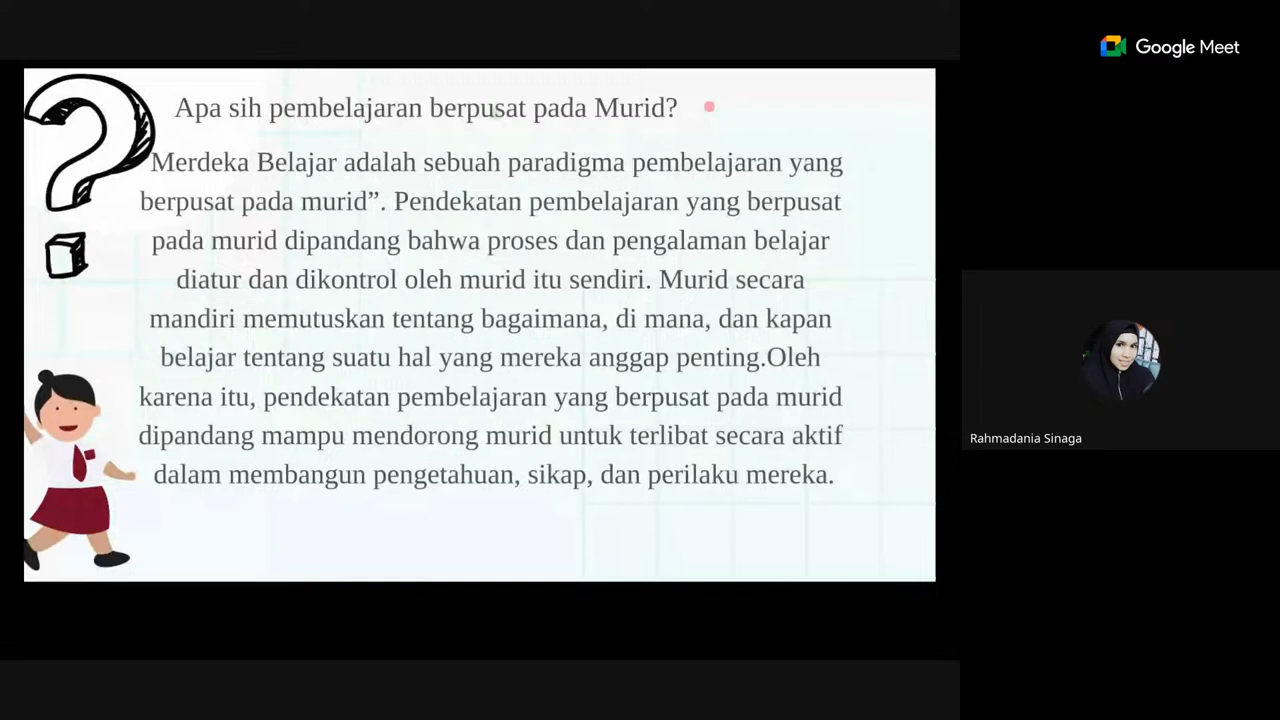 Google Meet
Apa sih pembelajaran berpusat pada Murid?
Merdeka Belajar adalah sebuah paradigma pembelajaran yang
berpusat pada murid”. Pendekatan pembelajaran yang berpusat
pada murid dipandang bahwa proses dan pengalaman belajar
diatur dan dikontrol oleh murid itu sendiri. Murid secara
mandiri memutuskan tentang bagaimana, di mana, dan kapan
belajar tentang suatu hal yang mereka anggap penting.Oleh
karena itu, pendekatan pembelajaran yang berpusat pada murid
dipandang mampu mendorong murid untuk terlibat secara aktif
dalam membangun pengetahuan, sikap, dan perilaku mereka.
Rahmadania Sinaga